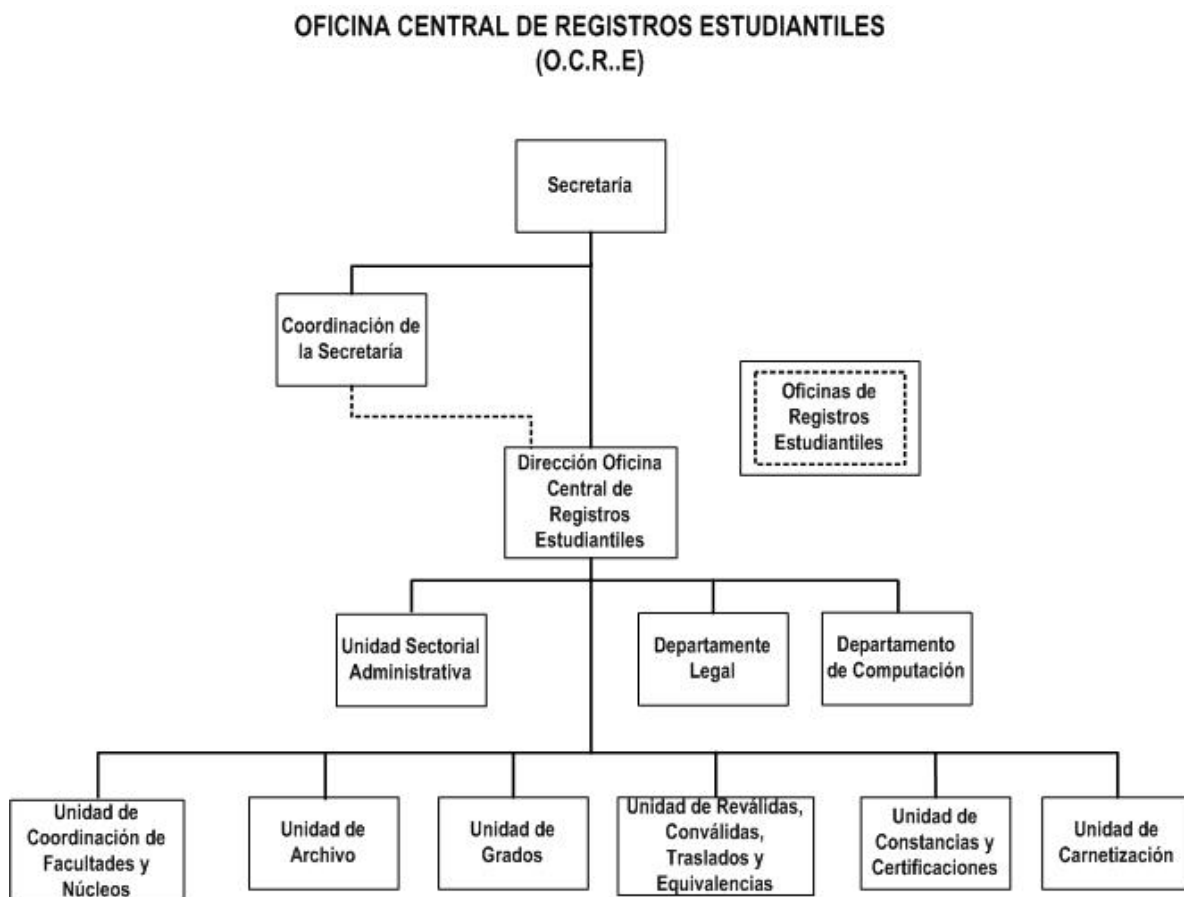 OFICINA CENTRAL DE REGISTROS ESTUDIANTILES
(O.C.R..E)
Secretaría
Coordinación de
la Secretaría
Oficinas de
Registros
Estudiantiles
Dirección Oficina
Central de
Registros
Estudiantiles
Unidad Sectorial
Administrativa
Departamente
Legal
Departamento
de Computación
Unidad de
Coordinación de
Facultades y
Núcleos
Unidad de
Archivo
Unidad de
Grados
Unidad de Reválidas,
Conválidas,
Traslados y
Equivalencias
Unidad de
Constancias y
Certificaciones
Unidad de
Carnetización